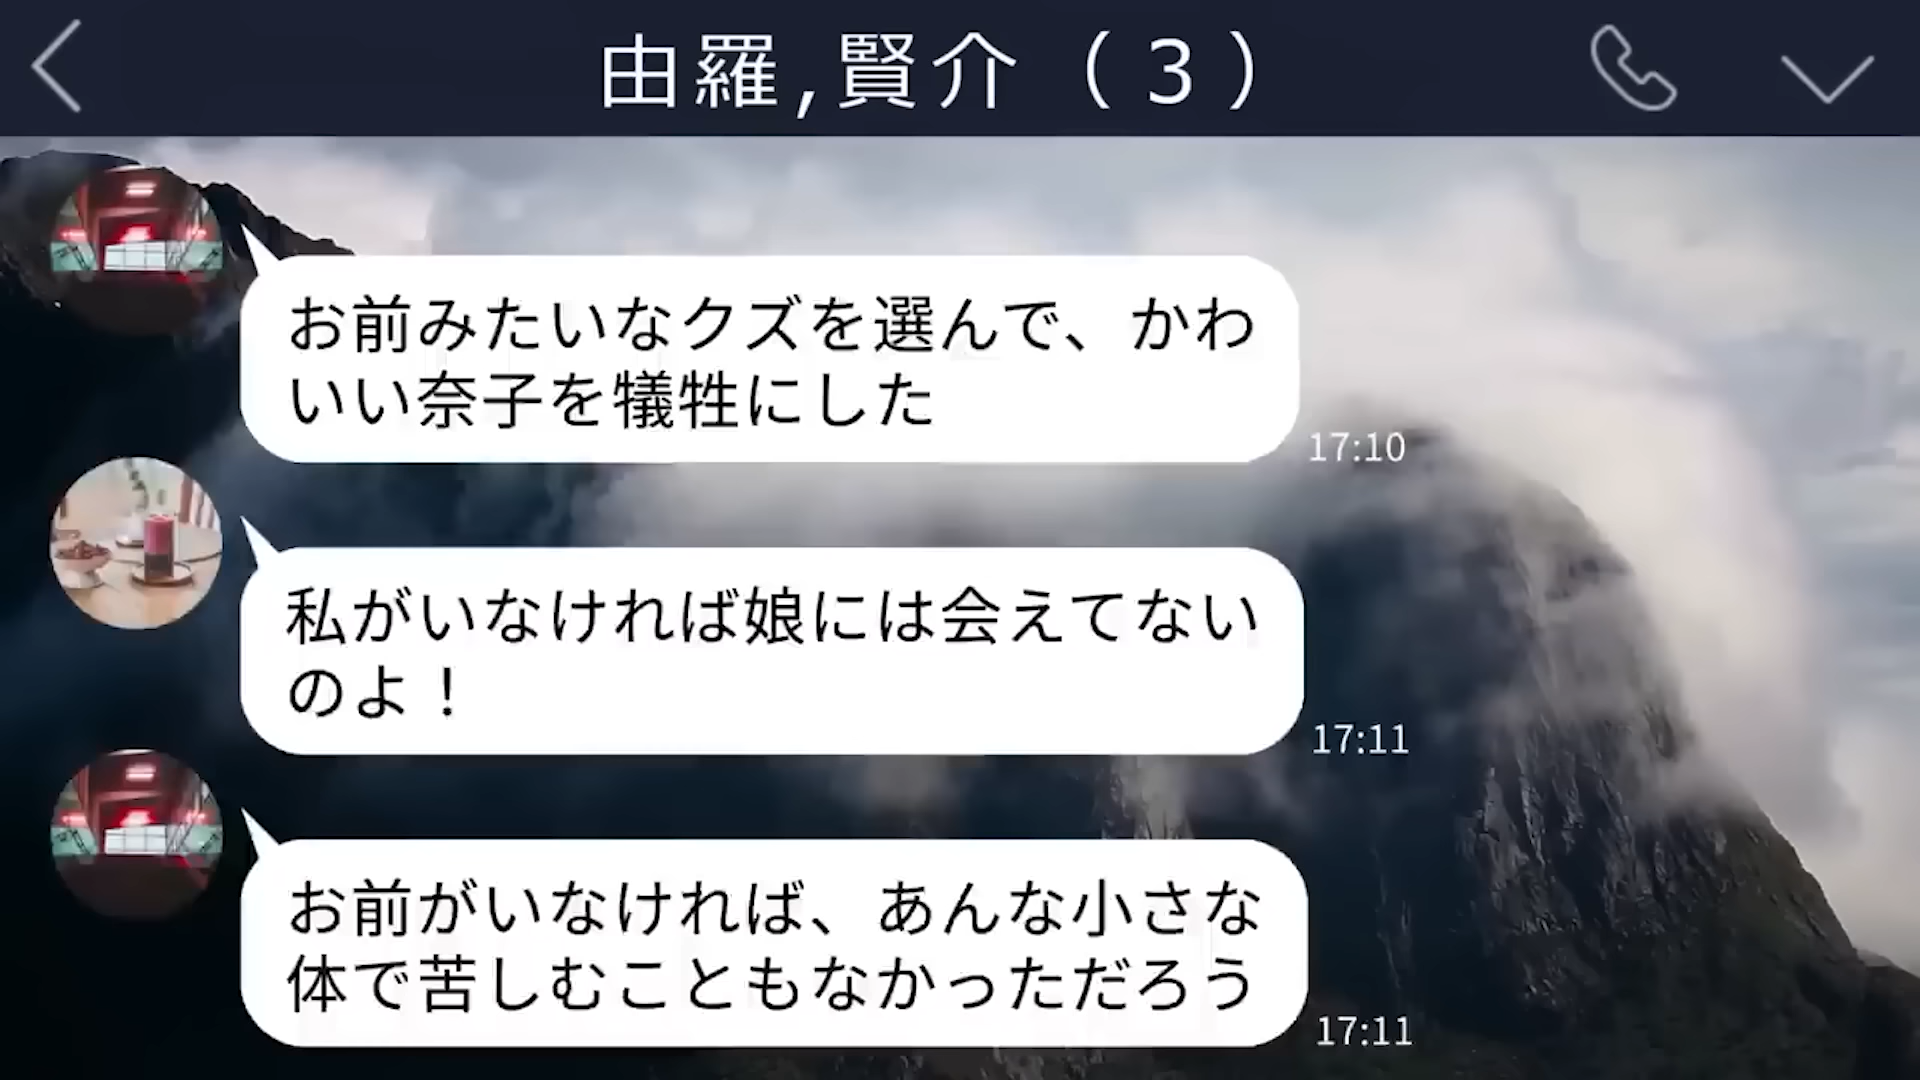 由羅,賢介（3）
お前みたいなクズを選んで、かわ
いい奈子を犠牲にした
17:10
私がいなければ娘には会えてない
のよ！
17:11
お前がいなければ、あんな小さな
体で苦しむこともなかっただろう
17:11